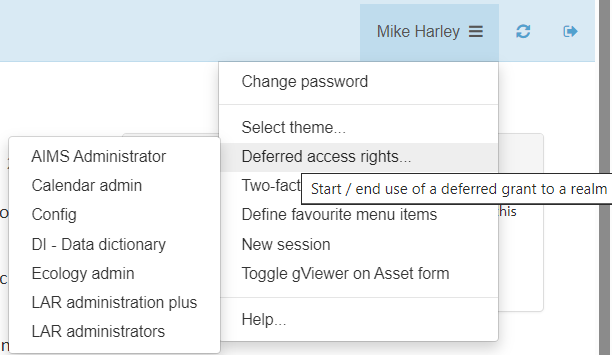 Mike Harley
Change password
Select theme...
Deferred access rights...
Two-fact
Start / end use of a deferred grant to a realm
Define favourite menu items
his
New session
Toggle gViewer on Asset form
Help...
AIMS Administrator
Calendar admin
Config
DI - Data dictionary
Ecology admin
LAR administration plus
LAR administrators